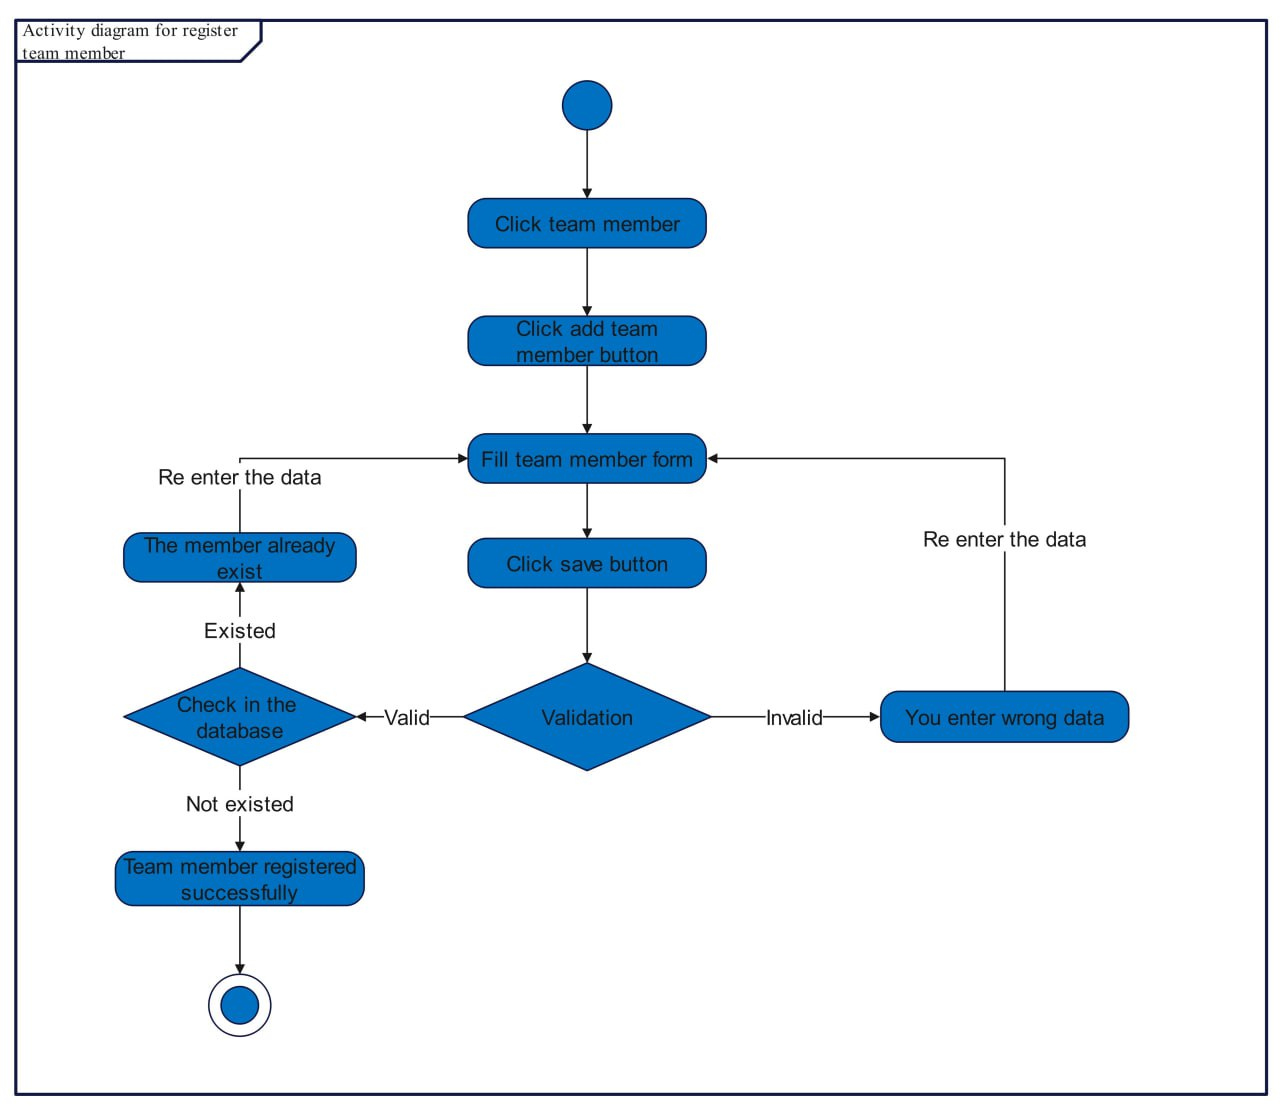 Activity diagram for register
team member
Click team member
Click add team
member button
Fill team member form
Re enter the data
Re enter the data
The member already
exist
Click save button
Existed
Check in the
database
Valid
Validation
Invalid
You enter wrong data
Not existed
Team member registered
successfully